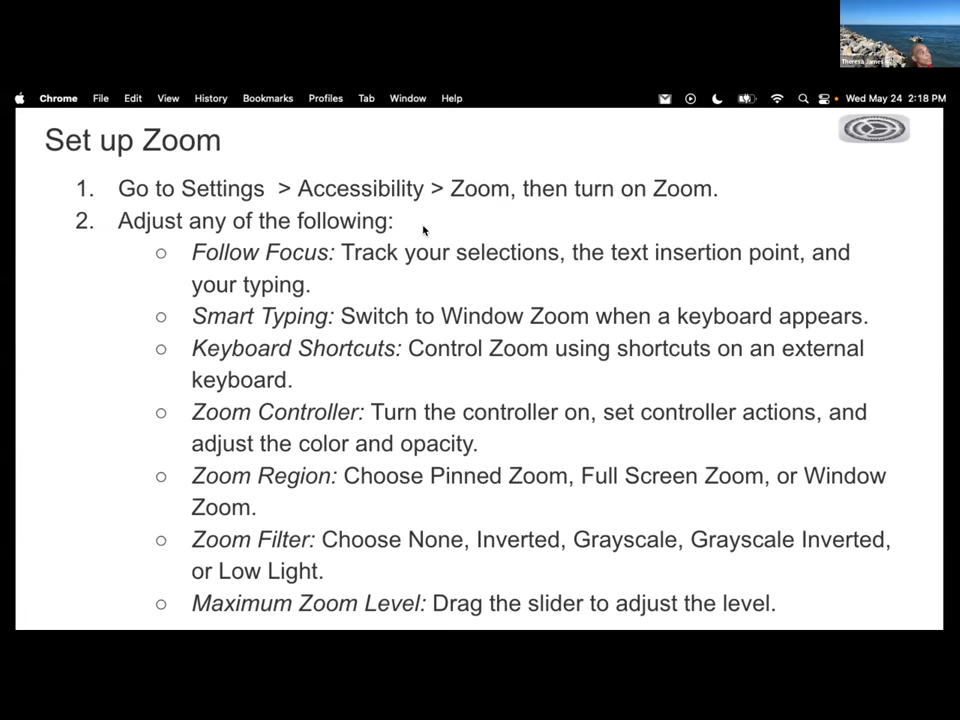 Theresa James
Chrome File Edit View History Bookmarks Profiles Tab Window Help Wed May 24 2:18 PM
Set up Zoom
1. Go to Settings > Accessibility > Zoom, then turn on Zoom.
2. Adjust any of the following:
○ Follow Focus: Track your selections, the text insertion point, and
your typing.
○ Smart Typing: Switch to Window Zoom when a keyboard appears.
○ Keyboard Shortcuts: Control Zoom using shortcuts on an external
keyboard.
○ Zoom Controller: Turn the controller on, set controller actions, and
adjust the color and opacity.
○ Zoom Region: Choose Pinned Zoom, Full Screen Zoom, or Window
Zoom.
○ Zoom Filter: Choose None, Inverted, Grayscale, Grayscale Inverted,
or Low Light.
○ Maximum Zoom Level: Drag the slider to adjust the level.